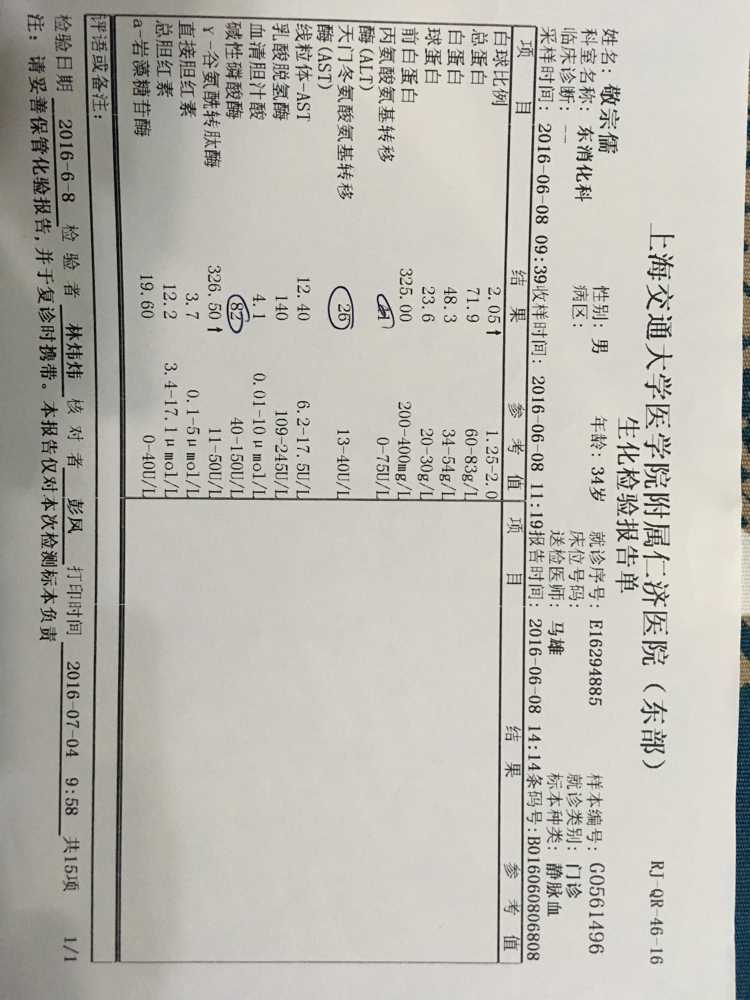 上海交通大学医学院附属仁济医院(东部) RJ-QR-46-16
生化检验报告单
姓名: 敬宗儒 性别: 男 年龄: 34岁 就诊序号: E16294885 样本编号: G0561496
科室名称: 东消化科 病区: 床位号码: 就诊类别: 门诊
临床诊断: -- 送检医师: 马雄 标本种类: 静脉血
采样时间: 2016-06-08 09:39收样时间: 2016-06-08 11:19报告时间: 2016-06-08 14:14条码号:B016060806808
项 目 结 果 参 考 值 项 目 结 果 参 考 值
白球比例 2.05↑ 1.25-2.0
总蛋白 71.9 60-83g/L
白蛋白 48.3 34-54g/L
球蛋白 23.6 20-30g/L
前白蛋白 325.00 200-400mg/L
丙氨酸氨基转移 41 0-75U/L
酶(ALT)
天门冬氨酸氨基转移 26 13-40U/L
酶(AST)
线粒体-AST 12.40 6.2-17.5U/L
乳酸脱氢酶 140 109-245U/L
血清胆汁酸 4.1 0.01-10μmol/L
碱性磷酸酶 82 40-150U/L
γ-谷氨酰转肽酶 326.50↑ 11-50U/L
直接胆红素 3.7 0.1-5μmol/L
总胆红素 12.2 3.4-17.1μmol/L
a-岩藻糖苷酶 19.60 0-40U/L
评语或备注:
检验日期 2016-6-8 检 验 者 林炜炜 核 对 者 彭凤 打印时间 2016-07-04 9:58 共15项 1/1
注: 请妥善保管化验报告,并于复诊时携带。本报告仅对本次检测标本负责